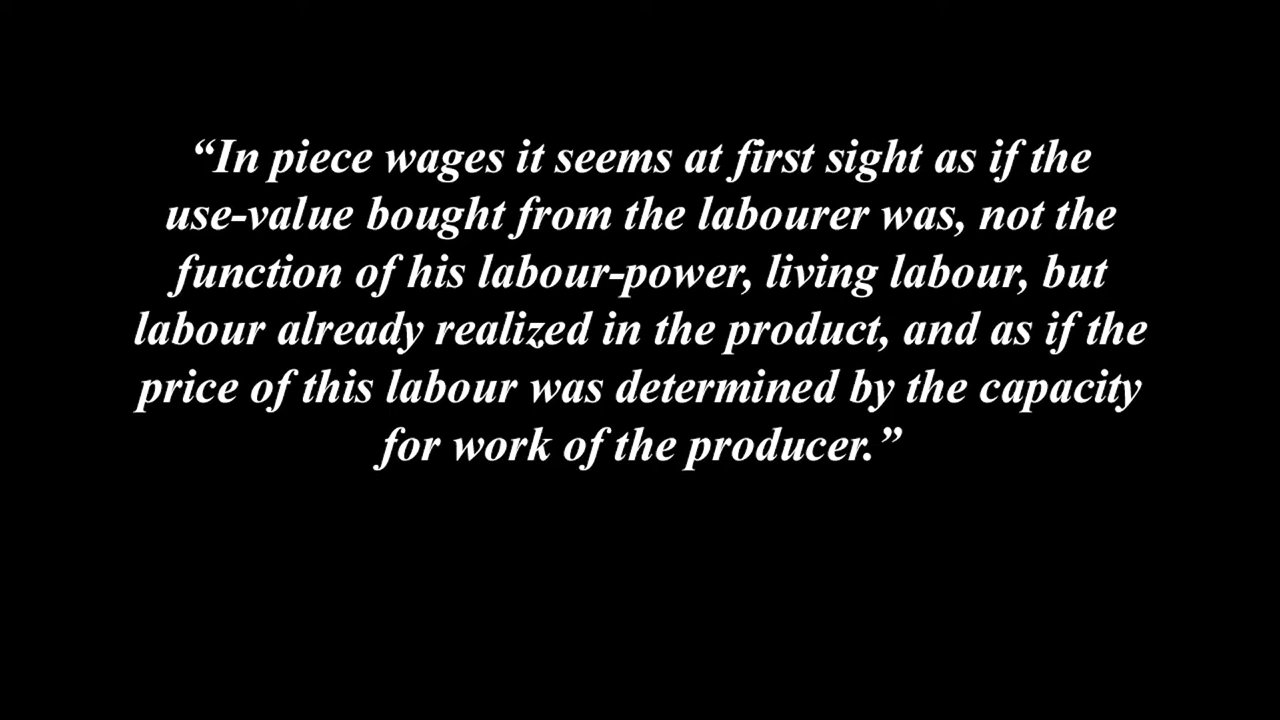 “In piece wages it seems at first sight as if the
use-value bought from the labourer was, not the
function of his labour-power, living labour, but
labour already realized in the product, and as if the
price of this labour was determined by the capacity
for work of the producer.”